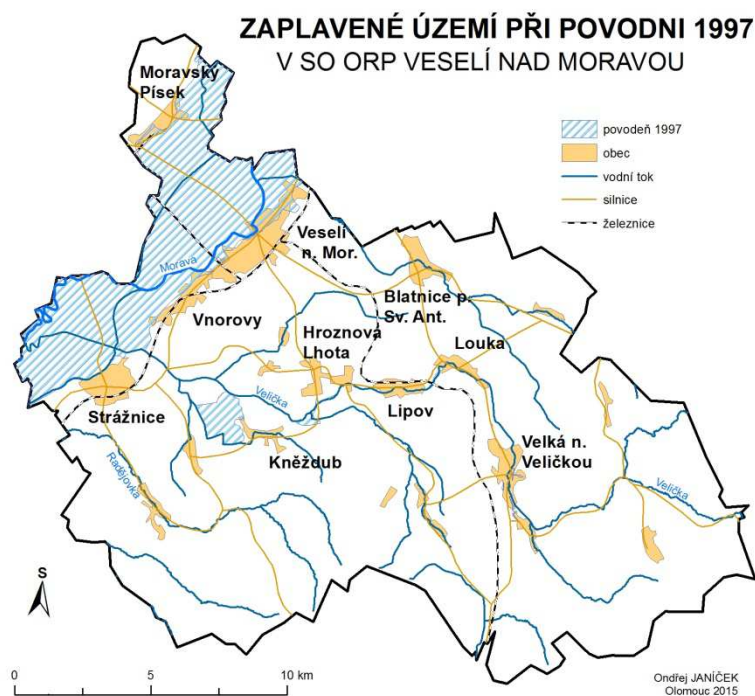 ZAPLAVENÉ ÚZEMÍ PŘI POVODNI 1997
V SO ORP VESELÍ NAD MORAVOU
povodeň 1997
obec
vodní tok
silnice
železnice
Moravský
Písek
Veselí
n. Mor.
Morava
Blatnice p.
Sv. Ant.
Vnorovy
Hroznová
Lhota
Louka
Velička
Lipov
Strážnice
Kněždub
Velká n.
Veličkou
Radějovka
Velička
S
0
5
10 km
Ondřej JANÍČEK
Olomouc 2015